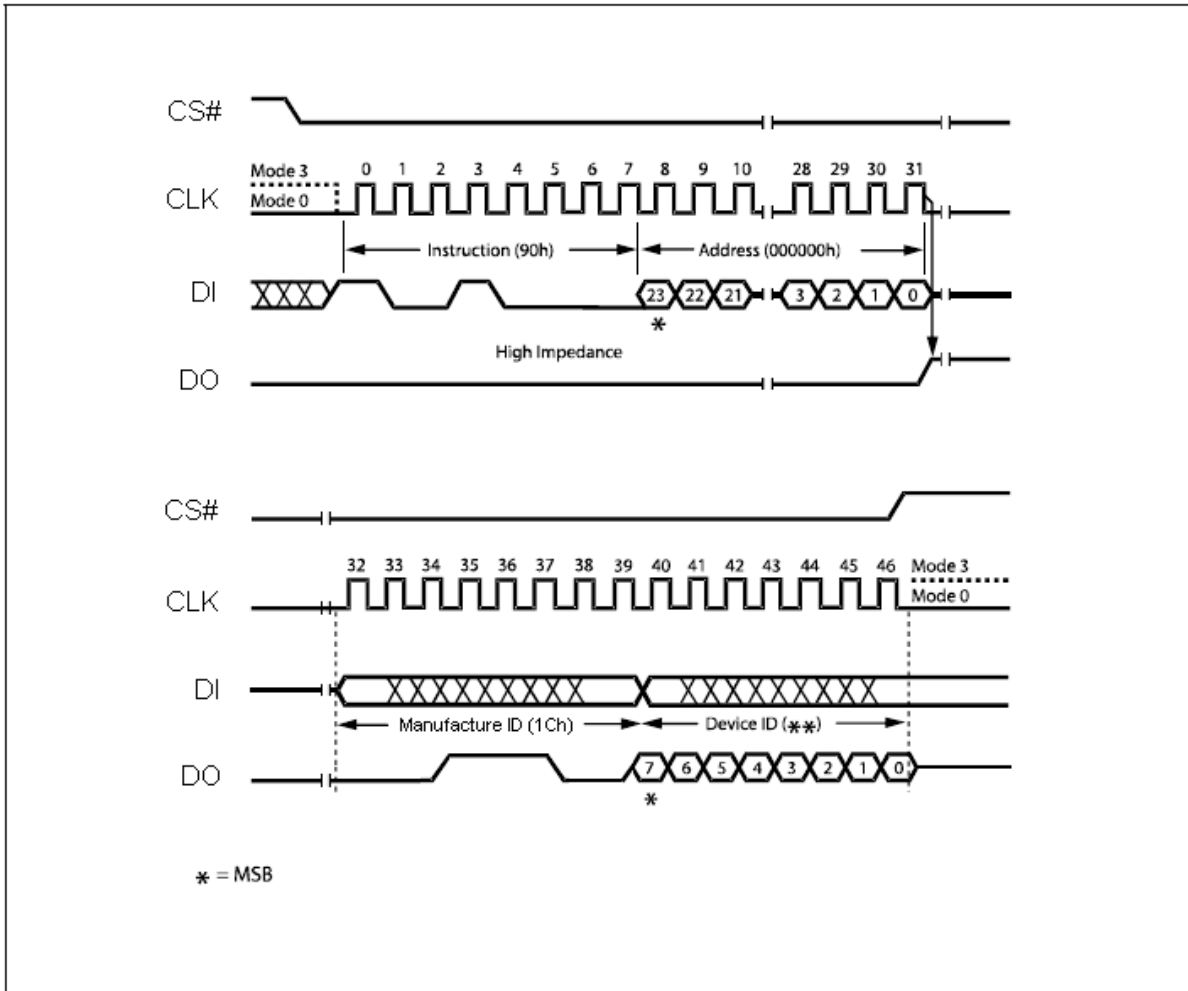 CS#
Mode 3 0 1 2 3 4 5 6 7 8 9 10 28 29 30 31
CLK Mode 0
Instruction (90h) Address (000000h)
DI 23 22 21 3 2 1 0
*
High Impedance
DO
CS#
32 33 34 35 36 37 38 39 40 41 42 43 44 45 46 Mode 3
CLK Mode 0
DI
Manufacture ID (1Ch) Device ID (**)
DO 7 6 5 4 3 2 1 0
*
* = MSB